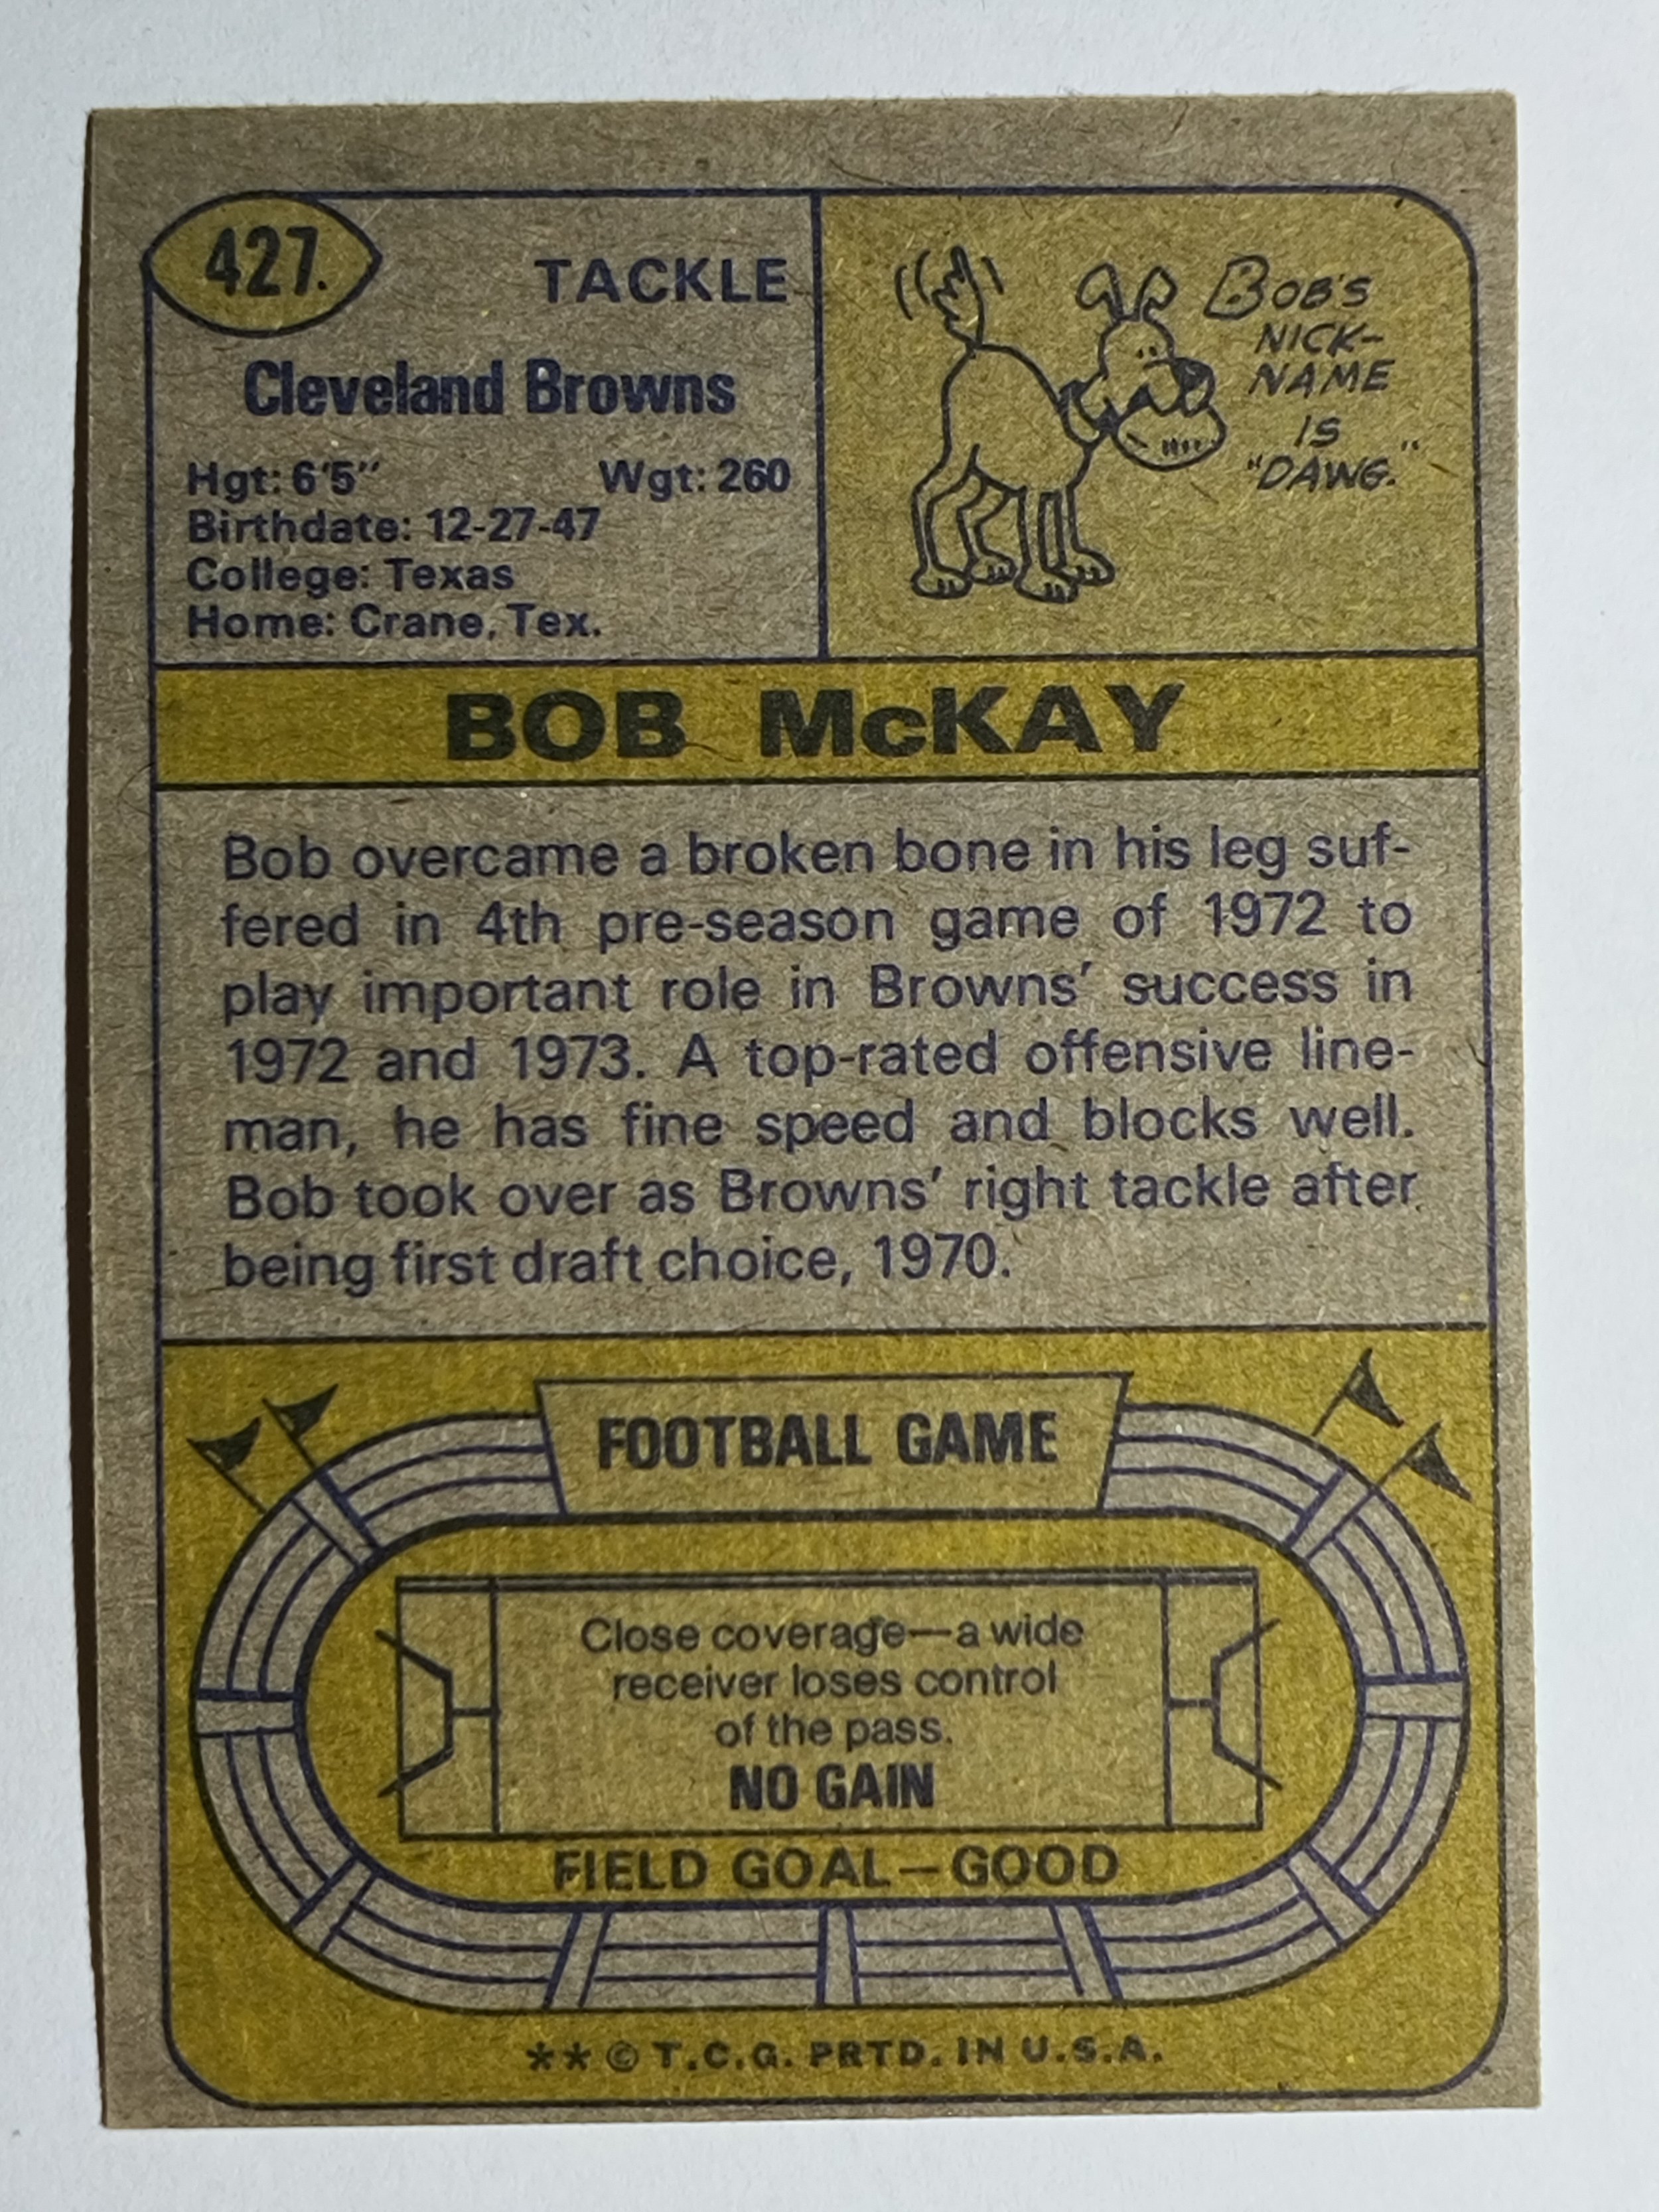 427.
TACKLE
Cleveland Browns
Hgt: 6'5" Wgt: 260
Birthdate: 12-27-47
College: Texas
Home: Crane, Tex.
BOB'S
NICK-
NAME
IS
"DAWG."
BOB McKAY
Bob overcame a broken bone in his leg suf-
fered in 4th pre-season game of 1972 to
play important role in Browns' success in
1972 and 1973. A top-rated offensive line-
man, he has fine speed and blocks well.
Bob took over as Browns' right tackle after
being first draft choice, 1970.
FOOTBALL GAME
Close coverage—a wide
receiver loses control
of the pass.
NO GAIN
FIELD GOAL—GOOD
**© T.C.G. PRTD. IN U.S.A.